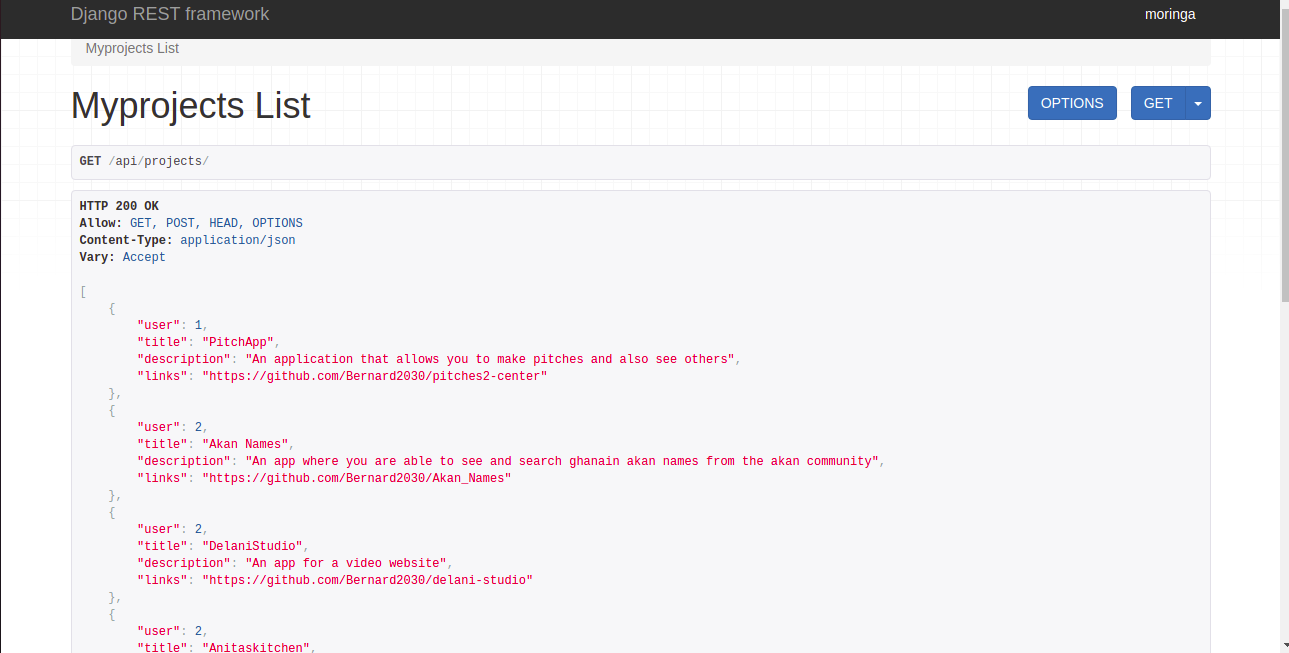 Django REST framework
moringa
Myprojects List
Myprojects List
OPTIONS
GET
GET /api/projects/
HTTP 200 OK
Allow: GET, POST, HEAD, OPTIONS
Content-Type: application/json
Vary: Accept
[
    {
        "user": 1,
        "title": "PitchApp",
        "description": "An application that allows you to make pitches and also see others",
        "links": "https://github.com/Bernard2030/pitches2-center"
    },
    {
        "user": 2,
        "title": "Akan Names",
        "description": "An app where you are able to see and search ghanain akan names from the akan community",
        "links": "https://github.com/Bernard2030/Akan_Names"
    },
    {
        "user": 2,
        "title": "DelaniStudio",
        "description": "An app for a video website",
        "links": "https://github.com/Bernard2030/delani-studio"
    },
    {
        "user": 2,
        "title": "Anitaskitchen",